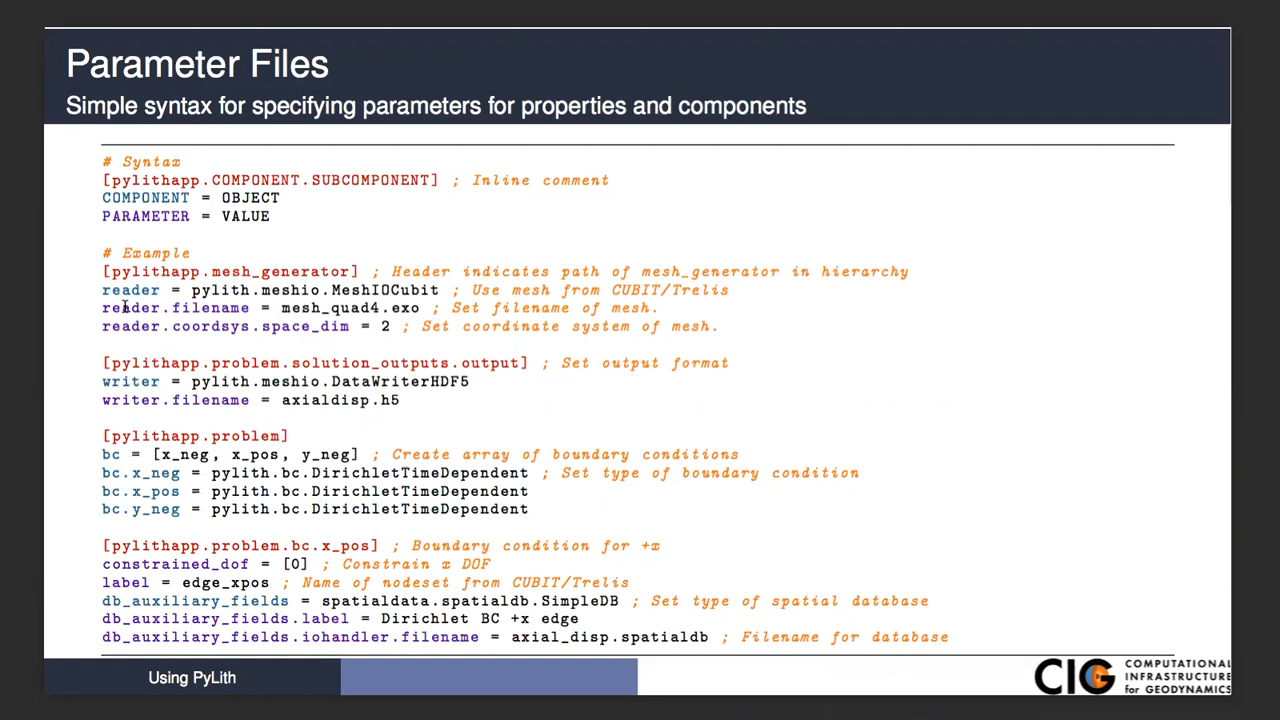 Parameter Files
Simple syntax for specifying parameters for properties and components
# Syntax
[pylithapp.COMPONENT.SUBCOMPONENT] ; Inline comment
COMPONENT = OBJECT
PARAMETER = VALUE
# Example
[pylithapp.mesh_generator] ; Header indicates path of mesh_generator in hierarchy
reader = pylith.meshio.MeshIOCubit ; Use mesh from CUBIT/Trelis
reader.filename = mesh_quad4.exo ; Set filename of mesh.
reader.coordsys.space_dim = 2 ; Set coordinate system of mesh.
[pylithapp.problem.solution_outputs.output] ; Set output format
writer = pylith.meshio.DataWriterHDF5
writer.filename = axialdisp.h5
[pylithapp.problem]
bc = [x_neg, x_pos, y_neg] ; Create array of boundary conditions
bc.x_neg = pylith.bc.DirichletTimeDependent ; Set type of boundary condition
bc.x_pos = pylith.bc.DirichletTimeDependent
bc.y_neg = pylith.bc.DirichletTimeDependent
[pylithapp.problem.bc.x_pos] ; Boundary condition for +x
constrained_dof = [0] ; Constrain x DOF
label = edge_xpos ; Name of nodeset from CUBIT/Trelis
db_auxiliary_fields = spatialdata.spatialdb.SimpleDB ; Set type of spatial database
db_auxiliary_fields.label = Dirichlet BC +x edge
db_auxiliary_fields.iohandler.filename = axial_disp.spatialdb ; Filename for database
Using PyLith
CIG
COMPUTATIONAL
INFRASTRUCTURE
for GEODYNAMICS